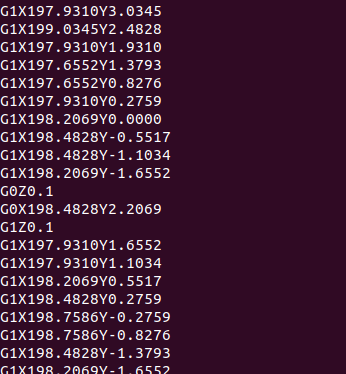 G1X197.9310Y3.0345
G1X199.0345Y2.4828
G1X197.9310Y1.9310
G1X197.6552Y1.3793
G1X197.6552Y0.8276
G1X197.9310Y0.2759
G1X198.2069Y0.0000
G1X198.4828Y-0.5517
G1X198.4828Y-1.1034
G1X198.2069Y-1.6552
G0Z0.1
G0X198.4828Y2.2069
G1Z0.1
G1X197.9310Y1.6552
G1X197.9310Y1.1034
G1X198.2069Y0.5517
G1X198.4828Y0.2759
G1X198.7586Y-0.2759
G1X198.7586Y-0.8276
G1X198.4828Y-1.3793
G1X198.2069Y-1.6552